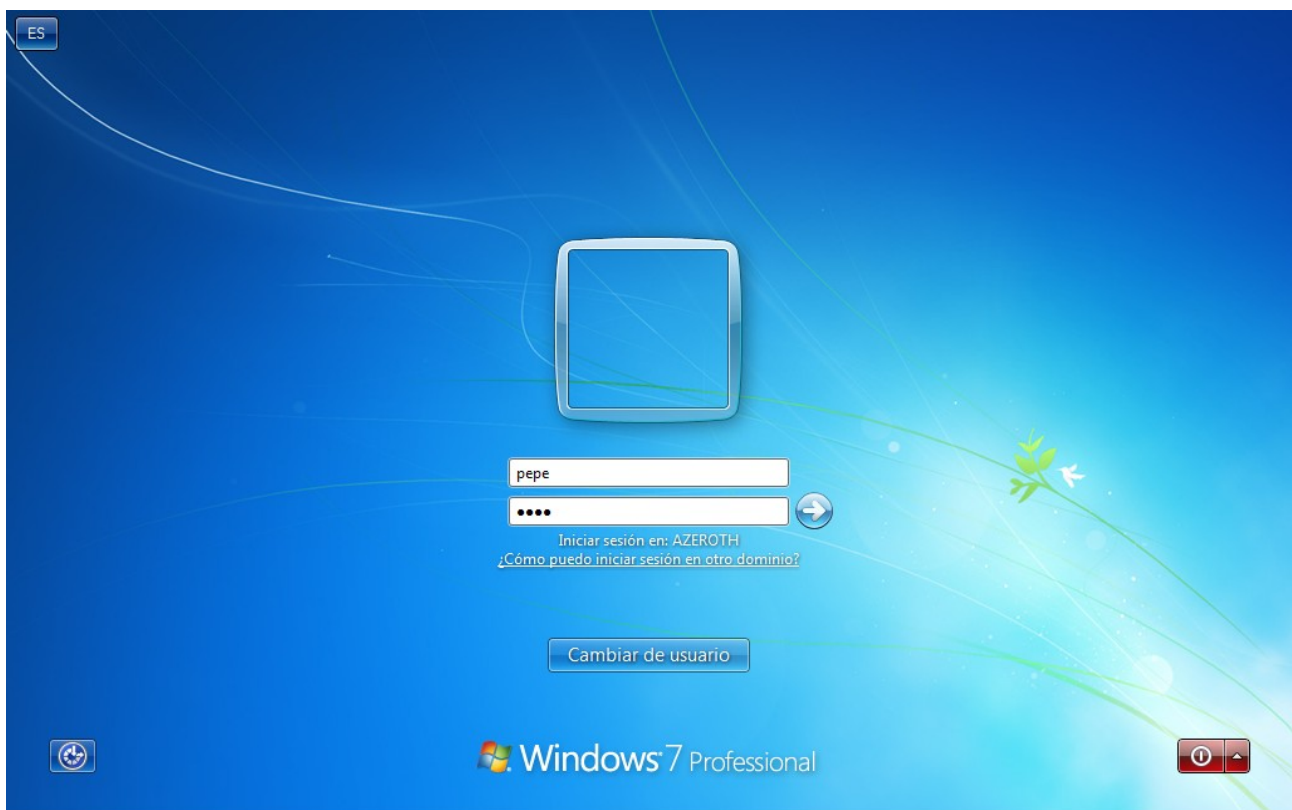 ES
pepe
••••
Iniciar sesión en: AZEROTH
¿Cómo puedo iniciar sesión en otro dominio?
Cambiar de usuario
Windows 7 Professional